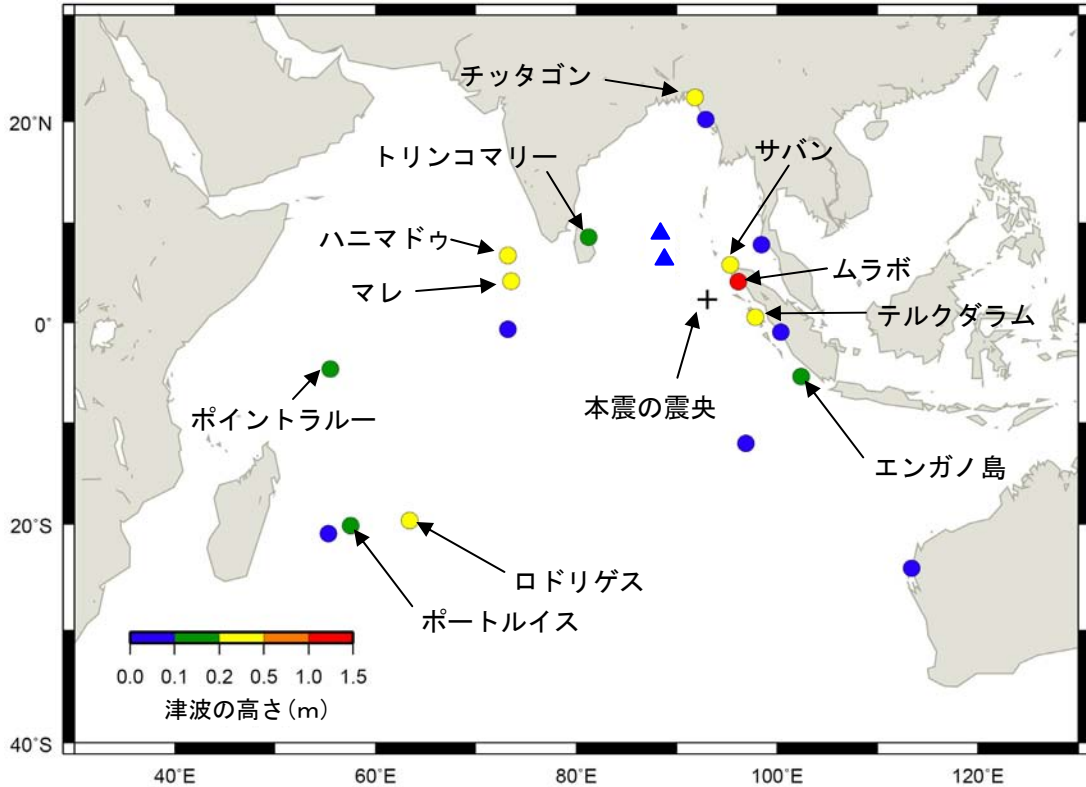 チッタゴン
20°N
サバン
トリンコマリー
ハニマドゥ
ムラボ
マレ
テルクダラム
0°
本震の震央
ポイントラルー
エンガノ島
20°S
ロドリゲス
ポートルイス
0.0 0.1 0.2 0.5 1.0 1.5
津波の高さ(m)
40°S
40°E 60°E 80°E 100°E 120°E